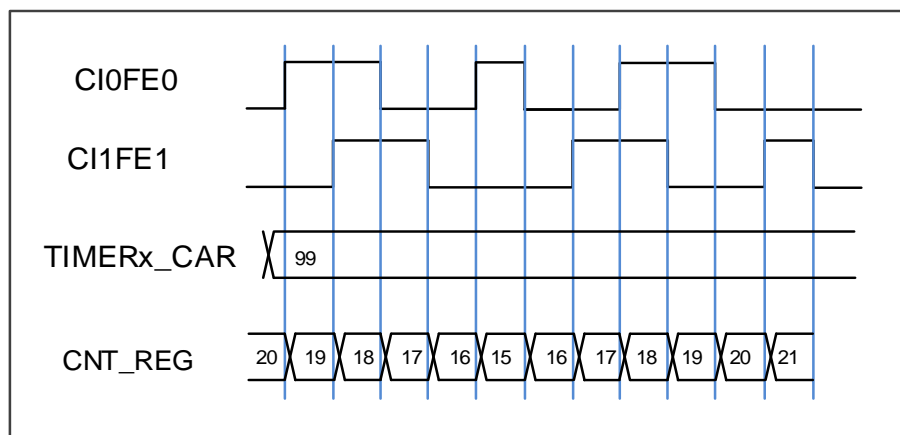 CI0FE0
CI1FE1
TIMERx_CAR 99
CNT_REG 20 19 18 17 16 15 16 17 18 19 20 21